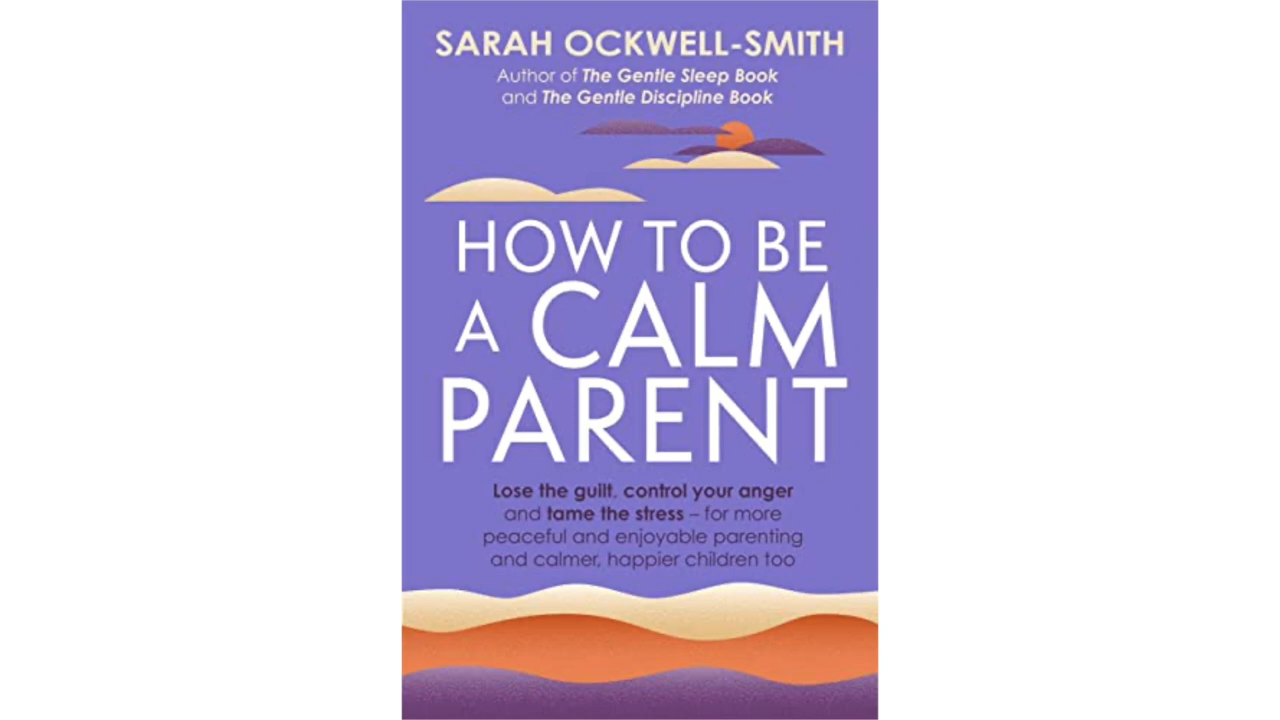 SARAH OCKWELL-SMITH
Author of The Gentle Sleep Book
and The Gentle Discipline Book
HOW TO BE
A CALM
PARENT
Lose the guilt, control your anger
and tame the stress – for more
peaceful and enjoyable parenting
and calmer, happier children too